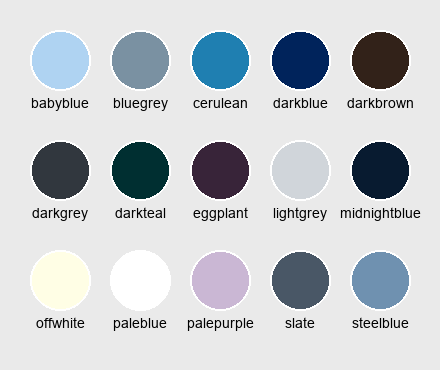 babyblue bluegrey cerulean darkblue darkbrown
darkgrey darkteal eggplant lightgrey midnightblue
offwhite paleblue palepurple slate steelblue